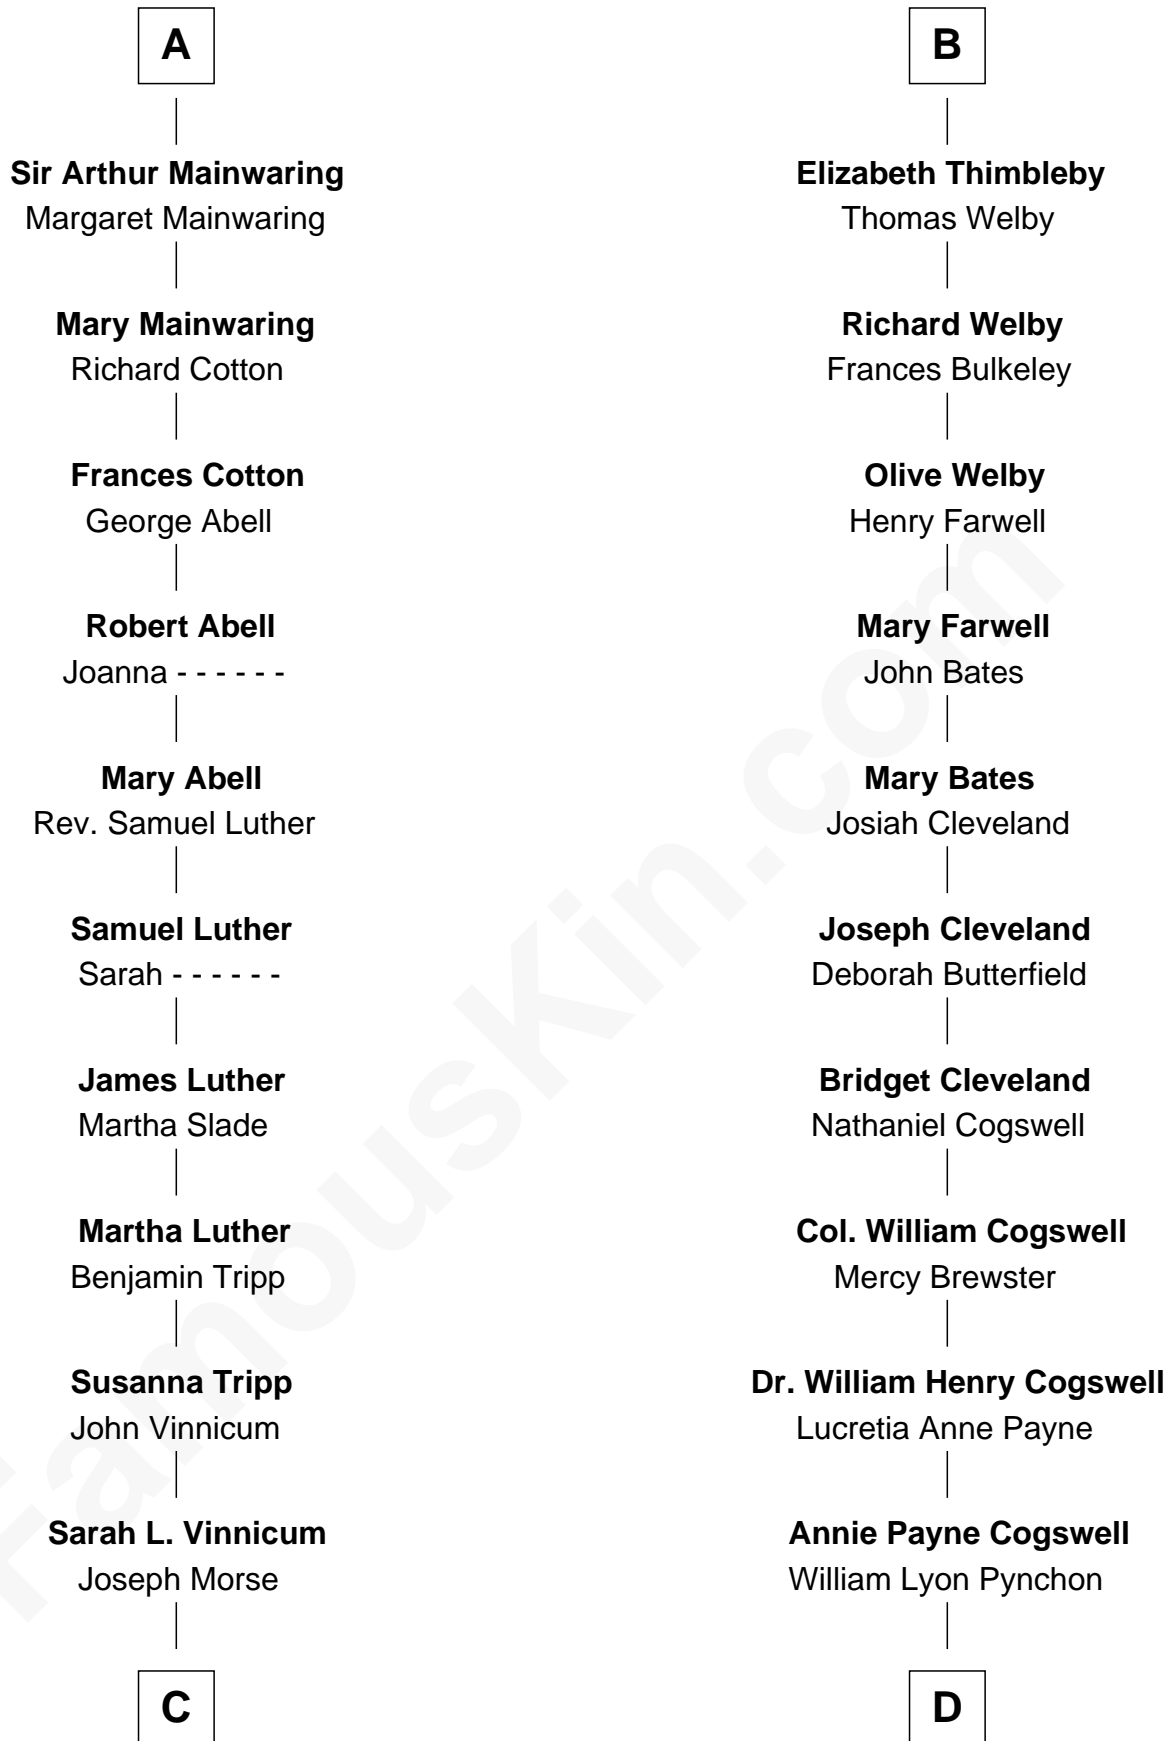 A
Sir Arthur Mainwaring
Margaret Mainwaring
Mary Mainwaring
Richard Cotton
Frances Cotton
George Abell
Robert Abell
Joanna - - - - - -
Mary Abell
Rev. Samuel Luther
Samuel Luther
Sarah - - - - - -
James Luther
Martha Slade
Martha Luther
Benjamin Tripp
Susanna Tripp
John Vinnicum
Sarah L. Vinnicum
Joseph Morse
C
B
Elizabeth Thimbleby
Thomas Welby
Richard Welby
Frances Bulkeley
Olive Welby
Henry Farwell
Mary Farwell
John Bates
Mary Bates
Josiah Cleveland
Joseph Cleveland
Deborah Butterfield
Bridget Cleveland
Nathaniel Cogswell
Col. William Cogswell
Mercy Brewster
Dr. William Henry Cogswell
Lucretia Anne Payne
Annie Payne Cogswell
William Lyon Pynchon
D
FamousKin.com